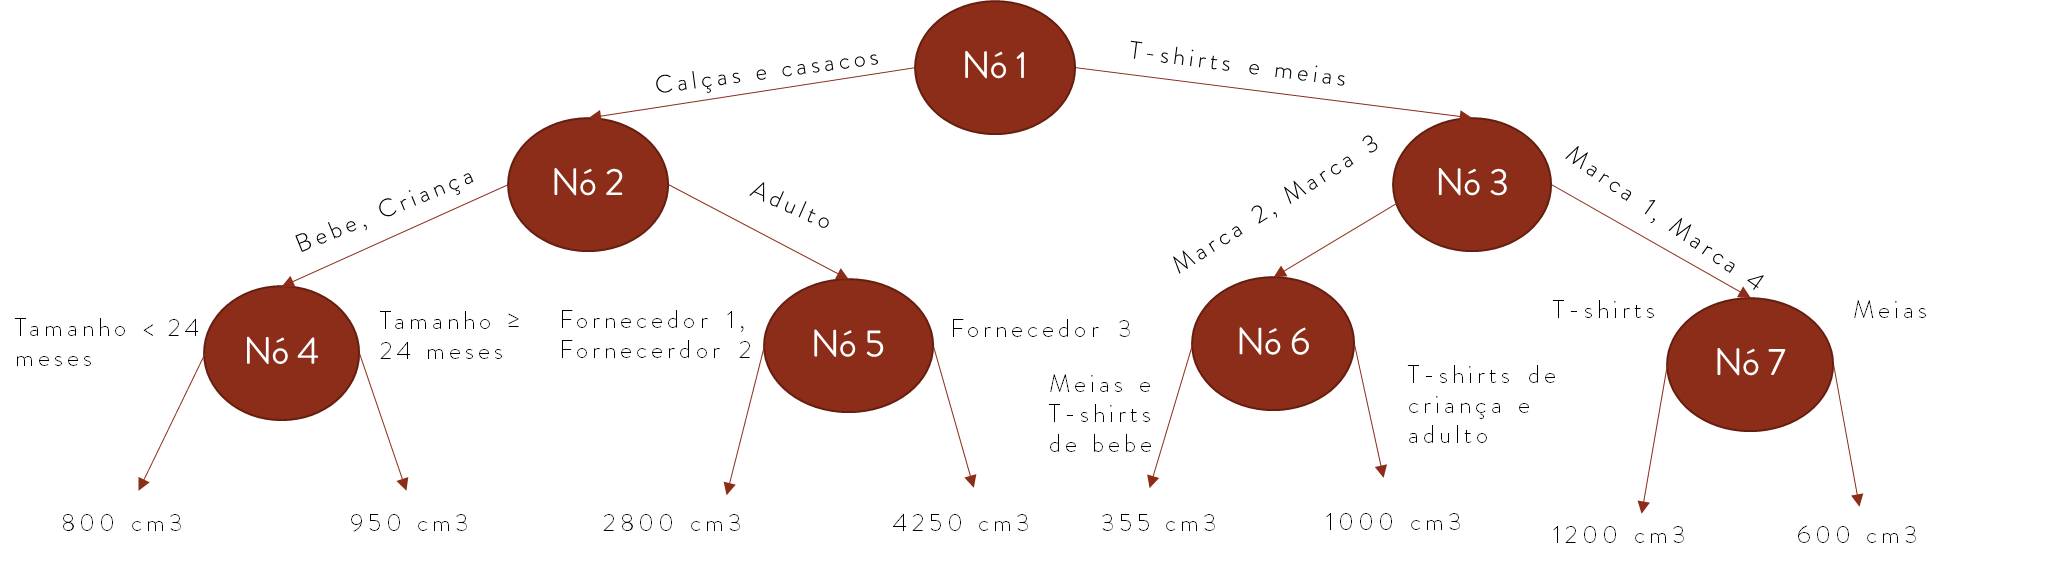 Nó 1
Calças e casacos
T-shirts e meias
Nó 2
Nó 3
Bebe, Criança
Adulto
Marca 2, Marca 3
Marca 1, Marca 4
Nó 4
Nó 5
Nó 6
Nó 7
Tamanho < 24
meses
Tamanho ≥
24 meses
Fornecedor 1,
Fornecerdor 2
Fornecedor 3
Meias e
T-shirts
de bebe
T-shirts de
criança e
adulto
T-shirts
Meias
800 cm3
950 cm3
2800 cm3
4250 cm3
355 cm3
1000 cm3
1200 cm3
600 cm3